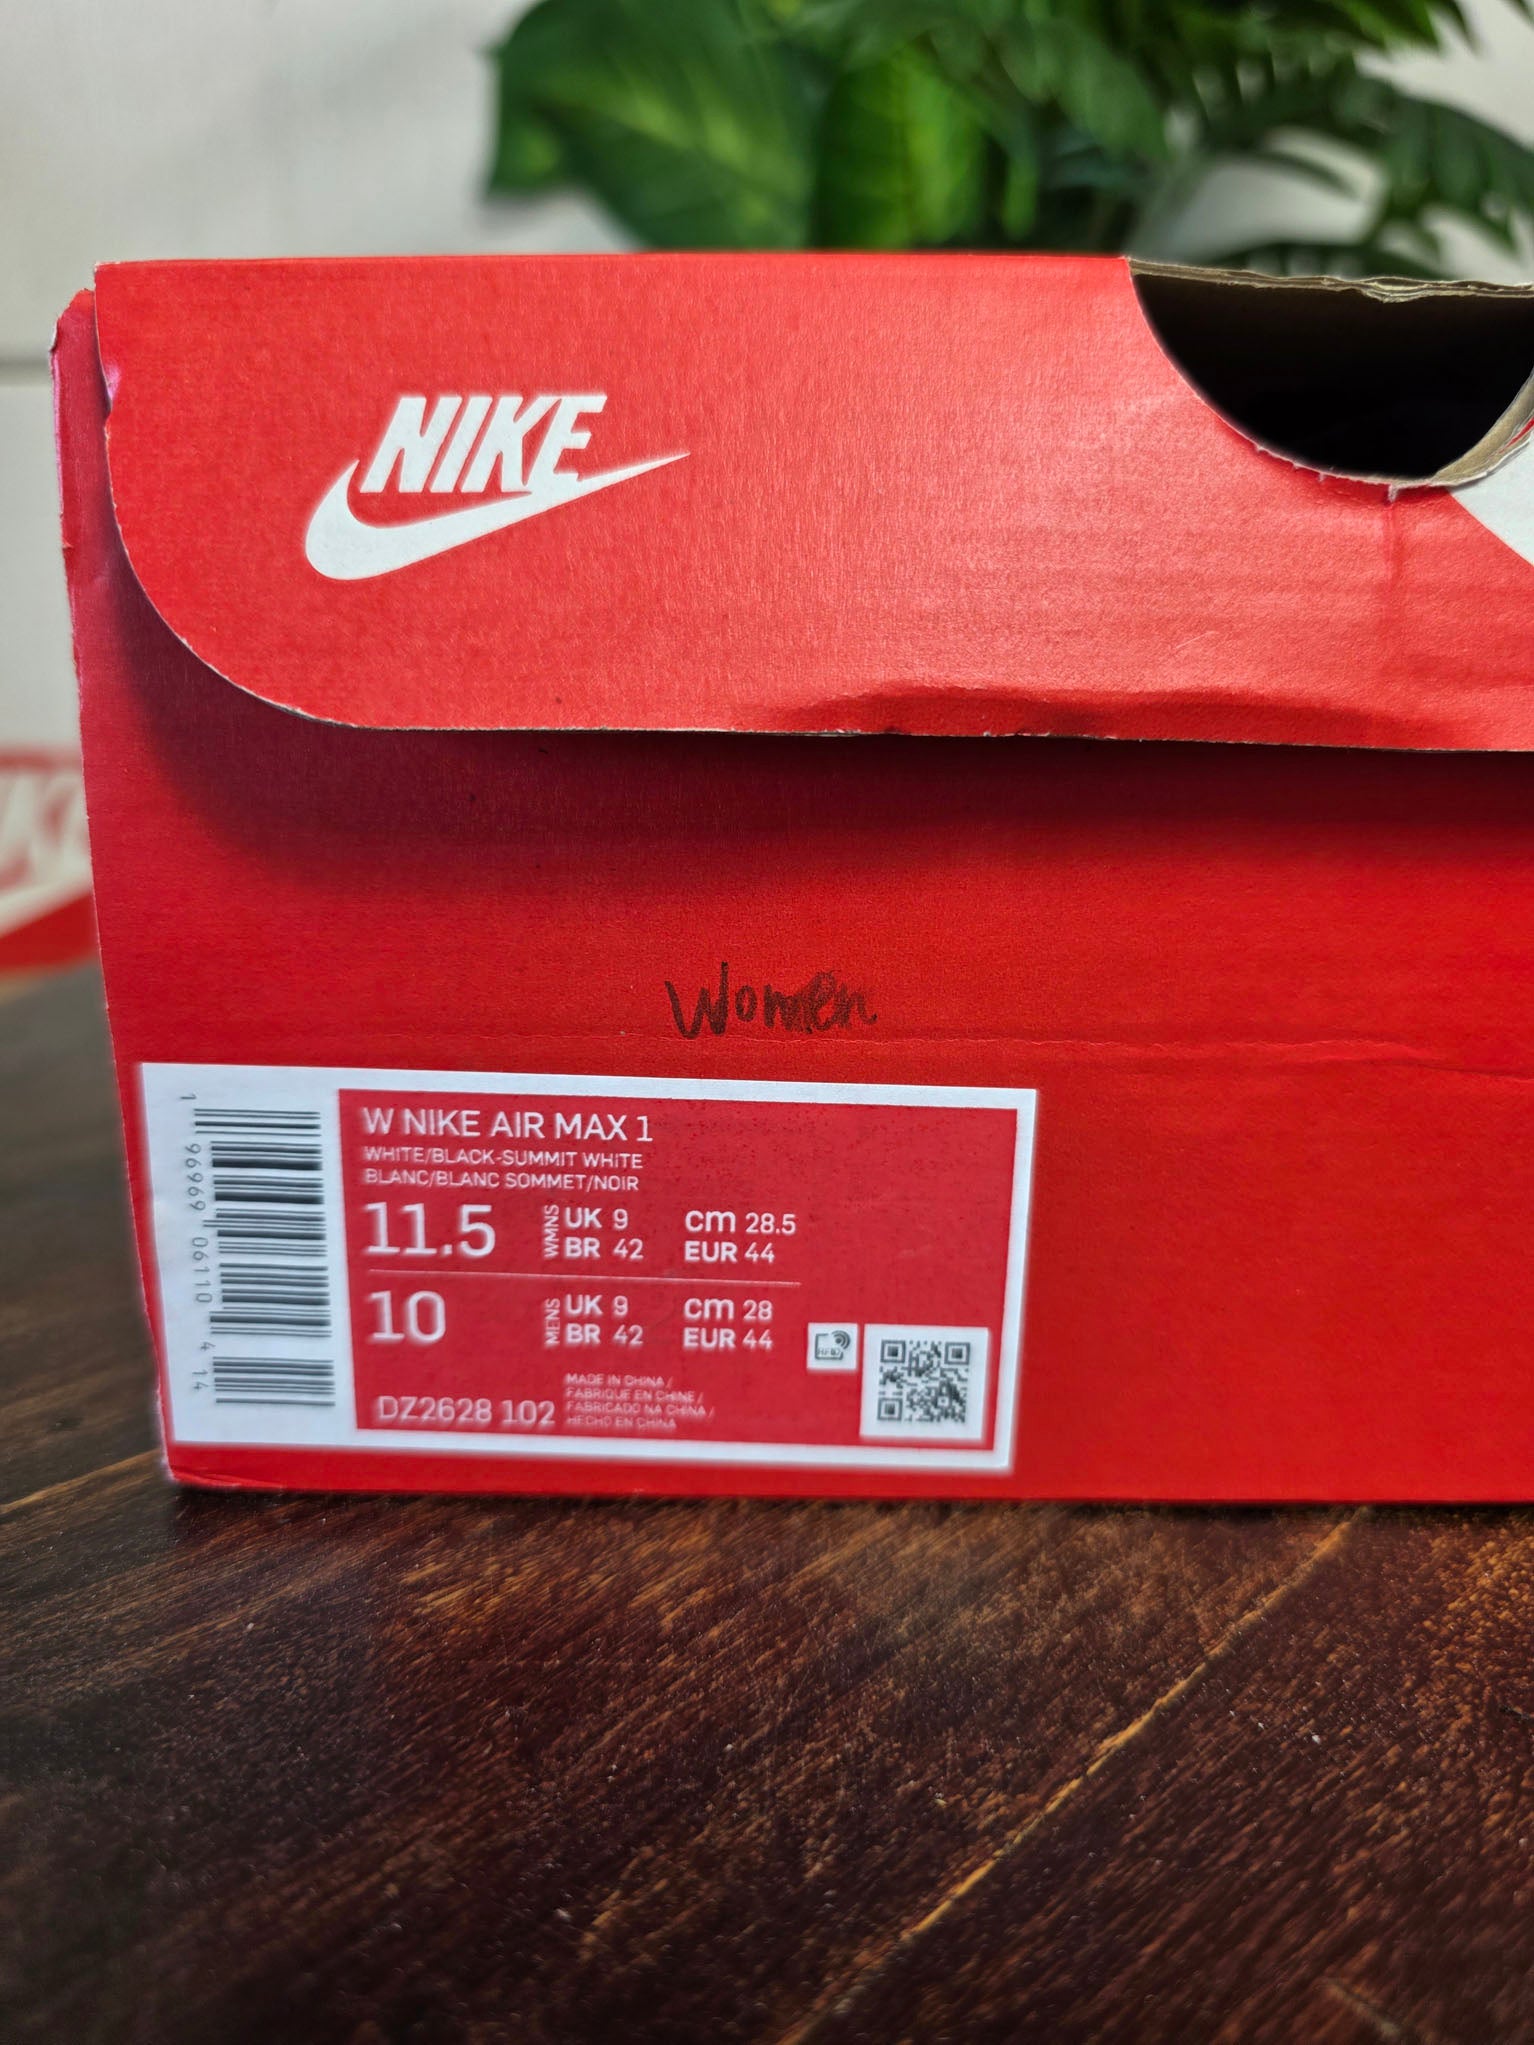 NIKE
Women
W NIKE AIR MAX 1
WHITE/BLACK-SUMMIT WHITE
BLANC/BLANC SOMMET/NOIR
11.5 WMNS UK 9 cm 28.5
BR 42 EUR 44
10 MENS UK 9 cm 28
BR 42 EUR 44
DZ2628 102
MADE IN CHINA /
FABRIQUE EN CHINE /
FABRICADO NA CHINA /
HECHO EN CHINA
RFID
1 96969 06110 4 14